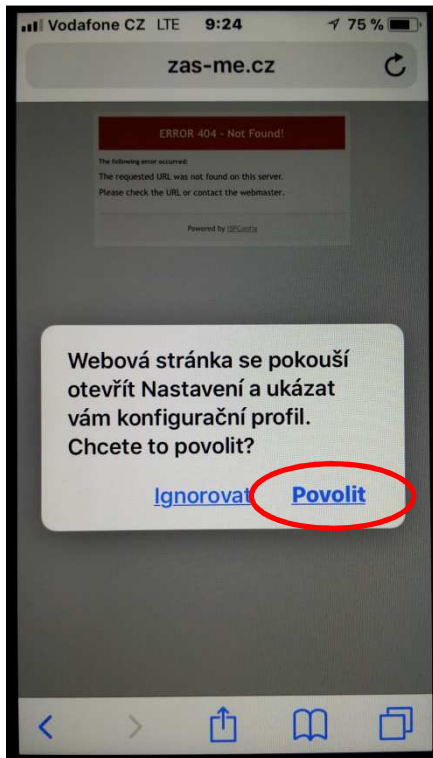 Vodafone CZ LTE 9:24 75 %
zas-me.cz
ERROR 404 - Not Found!
The following error occurred:
The requested URL was not found on this server.
Please check the URL or contact the webmaster.
Powered by ISPConfig
Webová stránka se pokouší
otevřít Nastavení a ukázat
vám konfigurační profil.
Chcete to povolit?
Ignorovat Povolit